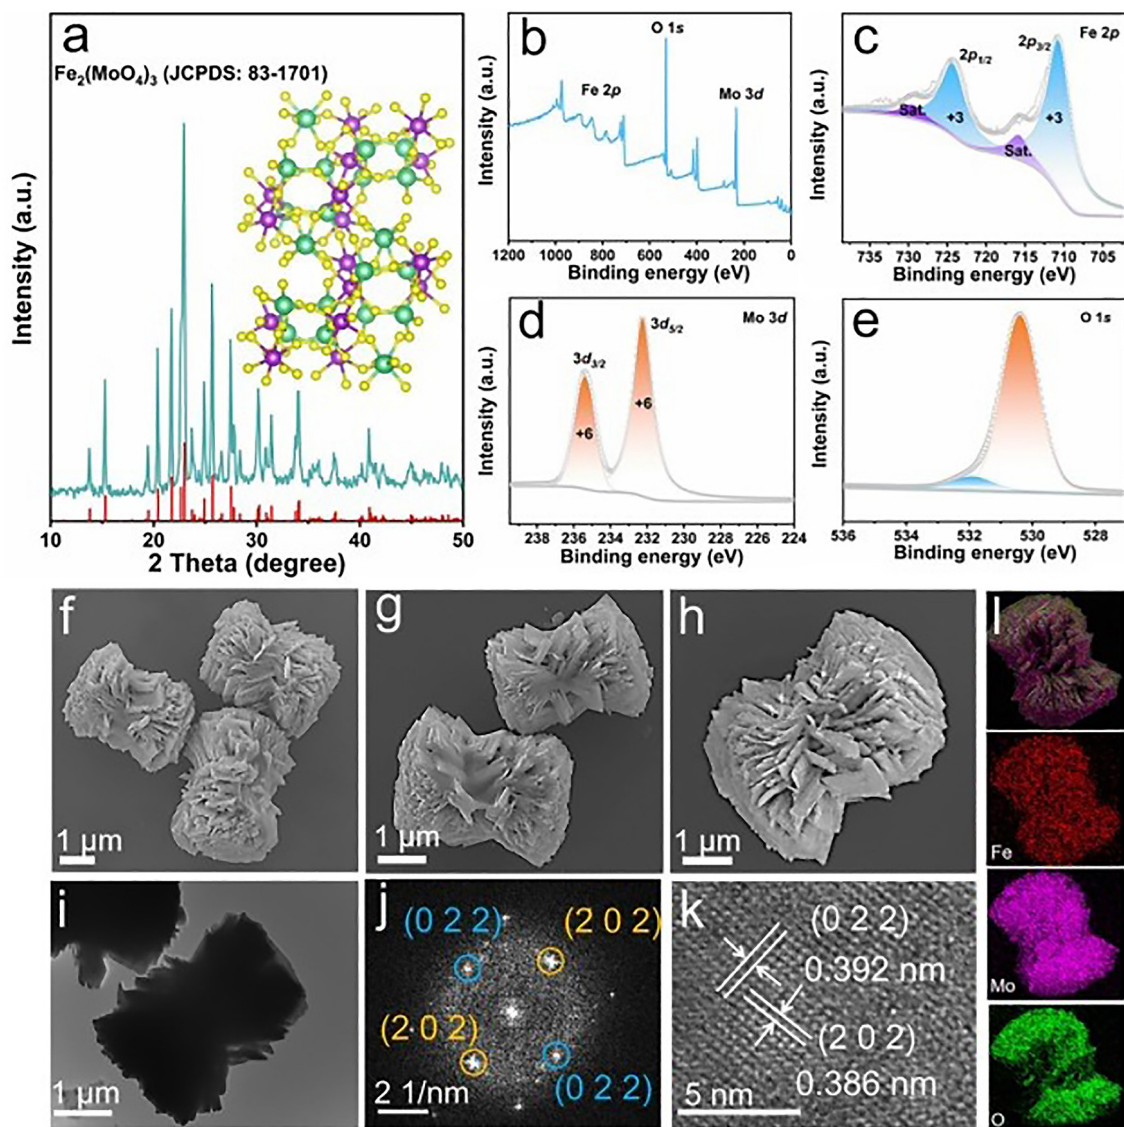 a
Fe₂(MoO₄)₃ (JCPDS: 83-1701)
Intensity (a.u.)
10 20 30 40 50
2 Theta (degree)
b
O 1s
Fe 2p
Mo 3d
Intensity (a.u.)
1200 1000 800 600 400 200 0
Binding energy (eV)
c
Fe 2p
2p₁/₂
2p₃/₂
Sat.
+3
Sat.
+3
Intensity (a.u.)
735 730 725 720 715 710 705
Binding energy (eV)
d
Mo 3d
3d₅/₂
3d₃/₂
+6
+6
Intensity (a.u.)
238 236 234 232 230 228 226 224
Binding energy (eV)
e
O 1s
Intensity (a.u.)
536 534 532 530 528
Binding energy (eV)
f
1 μm
g
1 μm
h
1 μm
l
Fe
Mo
O
i
1 μm
j
(0 2 2)
(2 0 2)
(2 0 2)
(0 2 2)
2 1/nm
k
(0 2 2)
0.392 nm
(2 0 2)
0.386 nm
5 nm